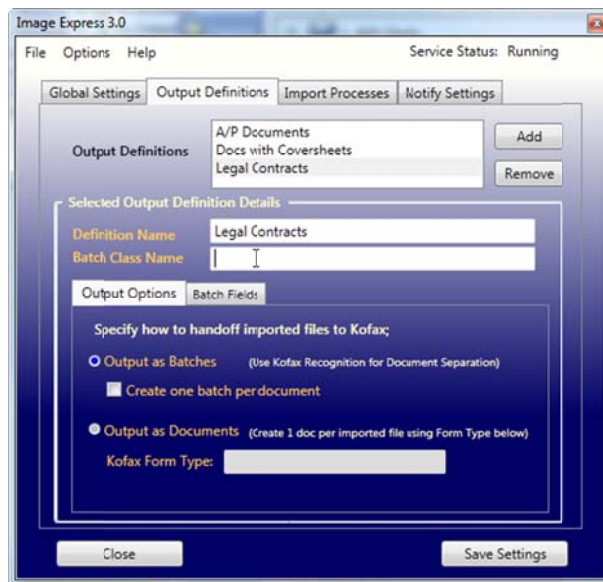 Image Express 3.0
File Options Help Service Status: Running
Global Settings Output Definitions Import Processes Notify Settings
Output Definitions
A/P Documents
Docs with Coversheets
Legal Contracts
Add
Remove
Selected Output Definition Details
Definition Name Legal Contracts
Batch Class Name
Output Options Batch Fields
Specify how to handoff imported files to Kofax;
Output as Batches (Use Kofax Recognition for Document Separation)
Create one batch per document
Output as Documents (Create 1 doc per imported file using Form Type below)
Kofax Form Type:
Close Save Settings